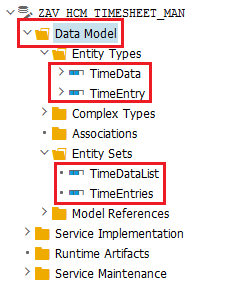 ZAV_HCM_TIMESHEET_MAN
Data Model
Entity Types
TimeData
TimeEntry
Complex Types
Associations
Entity Sets
TimeDataList
TimeEntries
Model References
Service Implementation
Runtime Artifacts
Service Maintenance